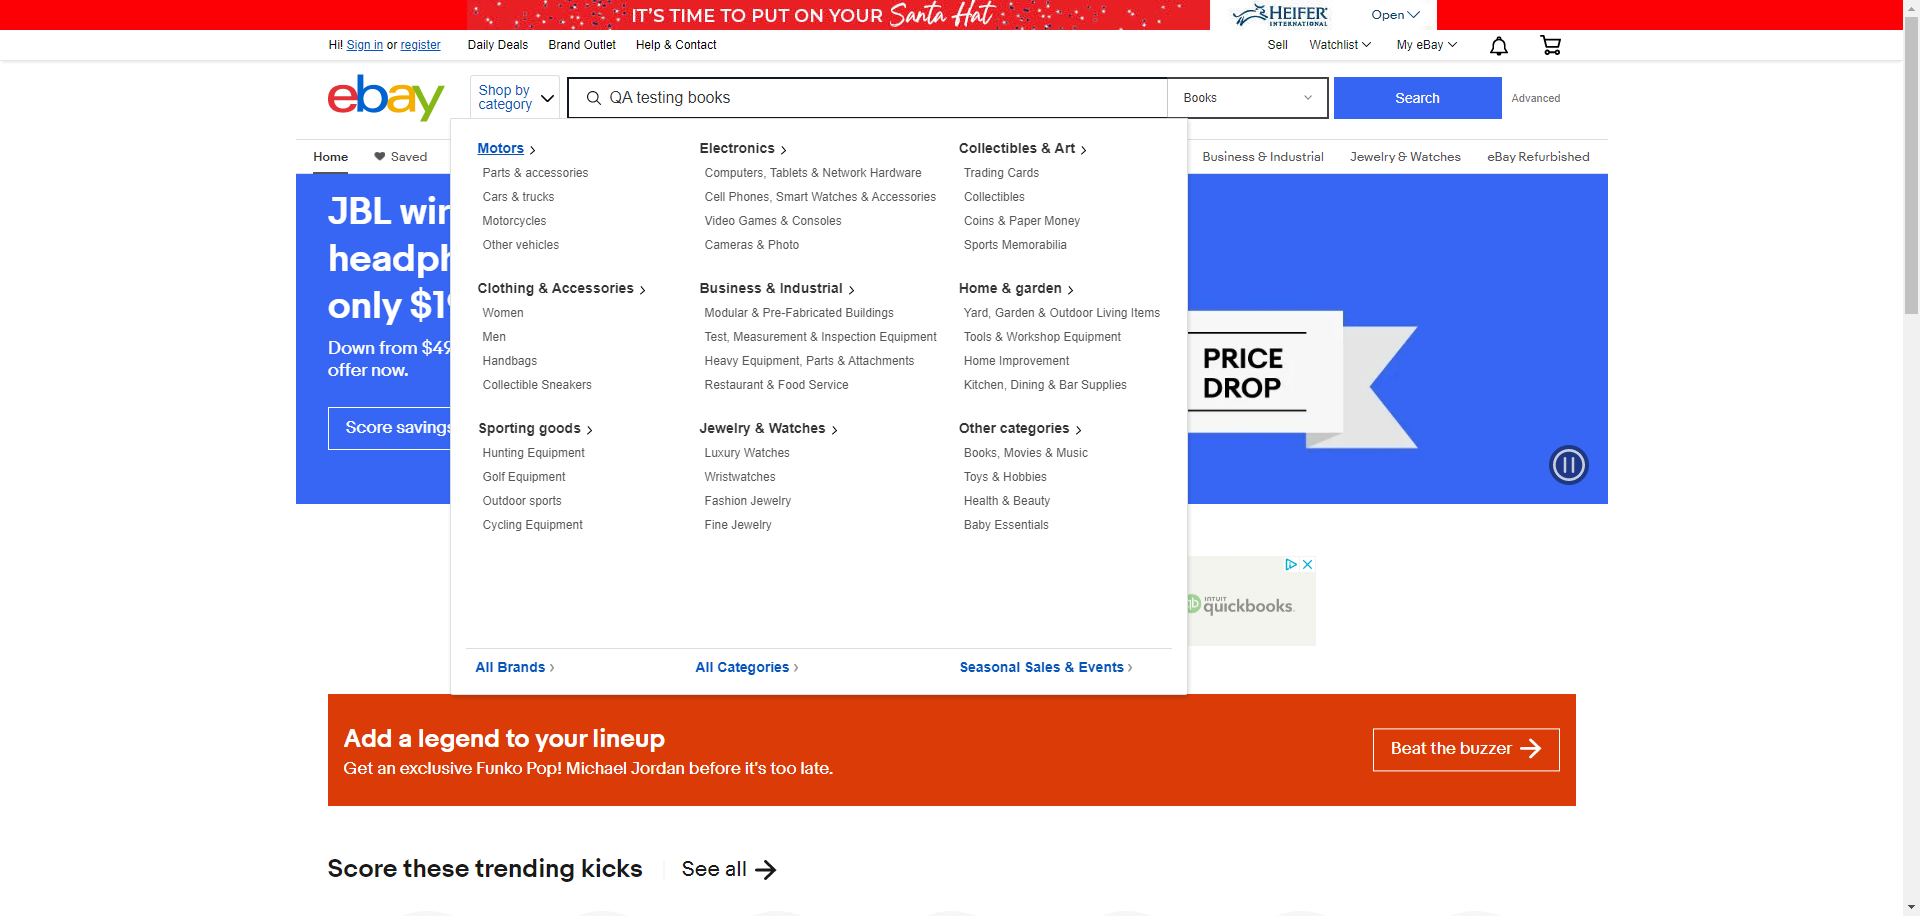 IT'S TIME TO PUT ON YOUR Santa Hat
HEIFER
INTERNATIONAL
Open
Hi! Sign in or register
Daily Deals
Brand Outlet
Help & Contact
Sell
Watchlist
My eBay
ebay
Shop by
category
QA testing books
Books
Search
Advanced
Home
Saved
Business & Industrial
Jewelry & Watches
eBay Refurbished
Motors
Parts & accessories
Cars & trucks
Motorcycles
Other vehicles
Electronics
Computers, Tablets & Network Hardware
Cell Phones, Smart Watches & Accessories
Video Games & Consoles
Cameras & Photo
Collectibles & Art
Trading Cards
Collectibles
Coins & Paper Money
Sports Memorabilia
Clothing & Accessories
Women
Men
Handbags
Collectible Sneakers
Business & Industrial
Modular & Pre-Fabricated Buildings
Test, Measurement & Inspection Equipment
Heavy Equipment, Parts & Attachments
Restaurant & Food Service
Home & garden
Yard, Garden & Outdoor Living Items
Tools & Workshop Equipment
Home Improvement
Kitchen, Dining & Bar Supplies
Sporting goods
Hunting Equipment
Golf Equipment
Outdoor sports
Cycling Equipment
Jewelry & Watches
Luxury Watches
Wristwatches
Fashion Jewelry
Fine Jewelry
Other categories
Books, Movies & Music
Toys & Hobbies
Health & Beauty
Baby Essentials
All Brands
All Categories
Seasonal Sales & Events
JBL
only
Down from
offer now.
Score
PRICE
DROP
INTUIT
quickbooks.
Add a legend to your lineup
Get an exclusive Funko Pop! Michael Jordan before it's too late.
Beat the buzzer
Score these trending kicks
See all